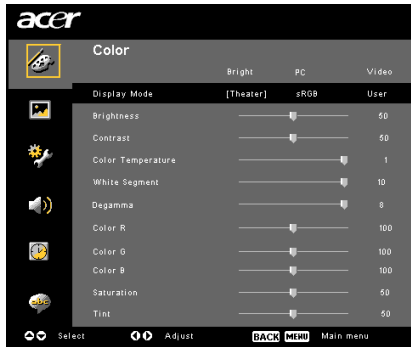 acer
Color
Bright PC Video
Display Mode [Theater] sRGB User
Brightness 50
Contrast 50
Color Temperature 1
White Segment 10
Degamma 8
Color R 100
Color G 100
Color B 100
Saturation 50
Tint 50
abc
Select Adjust BACK MENU Main menu